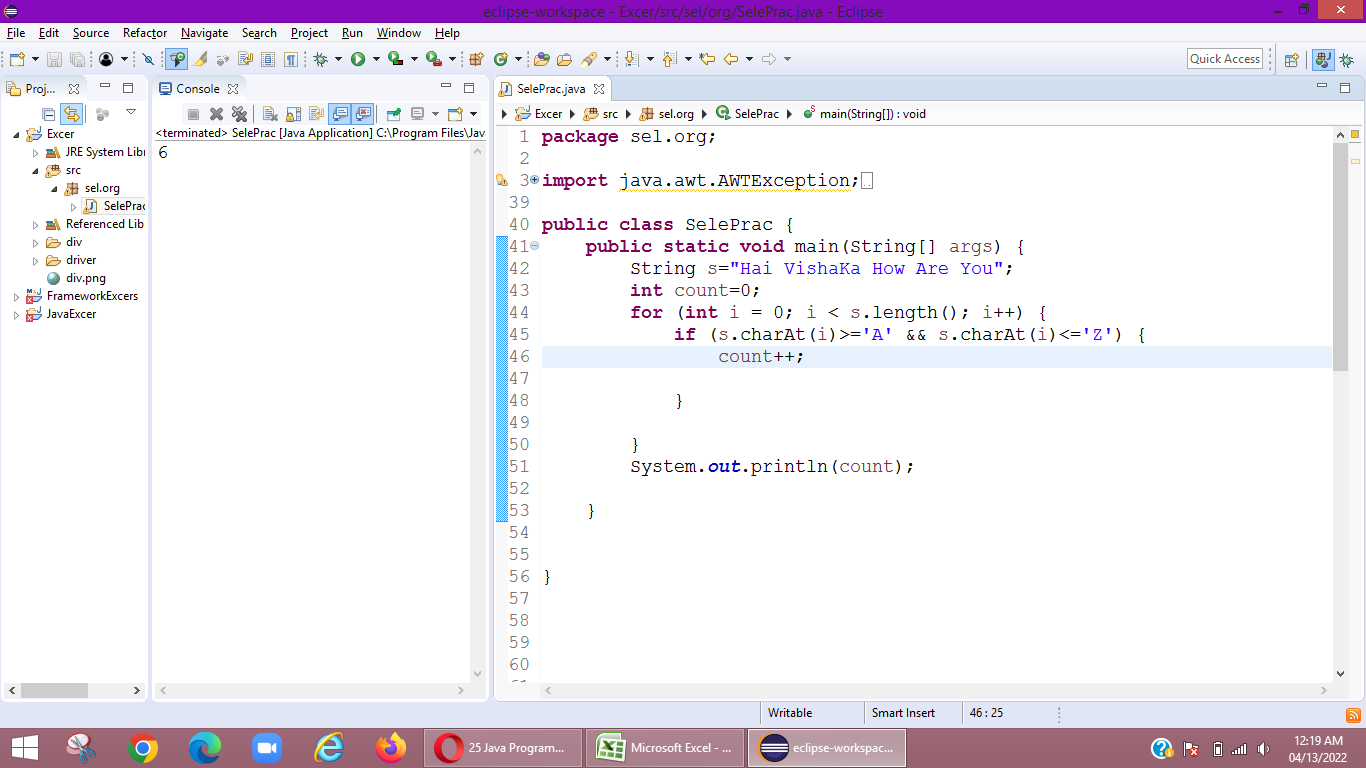 eclipse-workspace - Excer/src/sel/org/SelePrac.java - Eclipse
File Edit Source Refactor Navigate Search Project Run Window Help
Quick Access
Proj...
Excer
JRE System Libr
src
sel.org
SelePrac
Referenced Lib
div
driver
div.png
FrameworkExcers
JavaExcer
Console
<terminated> SelePrac [Java Application] C:\Program Files\Java
6
SelePrac.java
Excer src sel.org SelePrac main(String[]) : void
1 package sel.org;
2
3 import java.awt.AWTException;
39
40 public class SelePrac {
41 public static void main(String[] args) {
42 String s="Hai VishaKa How Are You";
43 int count=0;
44 for (int i = 0; i < s.length(); i++) {
45 if (s.charAt(i)>='A' && s.charAt(i)<='Z') {
46 count++;
47
48 }
49
50 }
51 System.out.println(count);
52
53 }
54
55
56 }
57
58
59
60
Writable Smart Insert 46 : 25
25 Java Program... Microsoft Excel - ... eclipse-workspac...
12:19 AM
04/13/2022